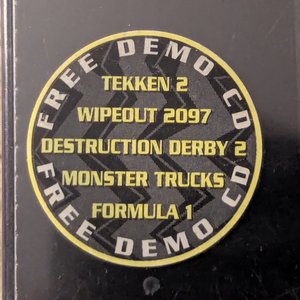 FREE DEMO CD
TEKKEN 2
WIPEOUT 2097
DESTRUCTION DERBY 2
MONSTER TRUCKS
FORMULA 1
FREE DEMO CD